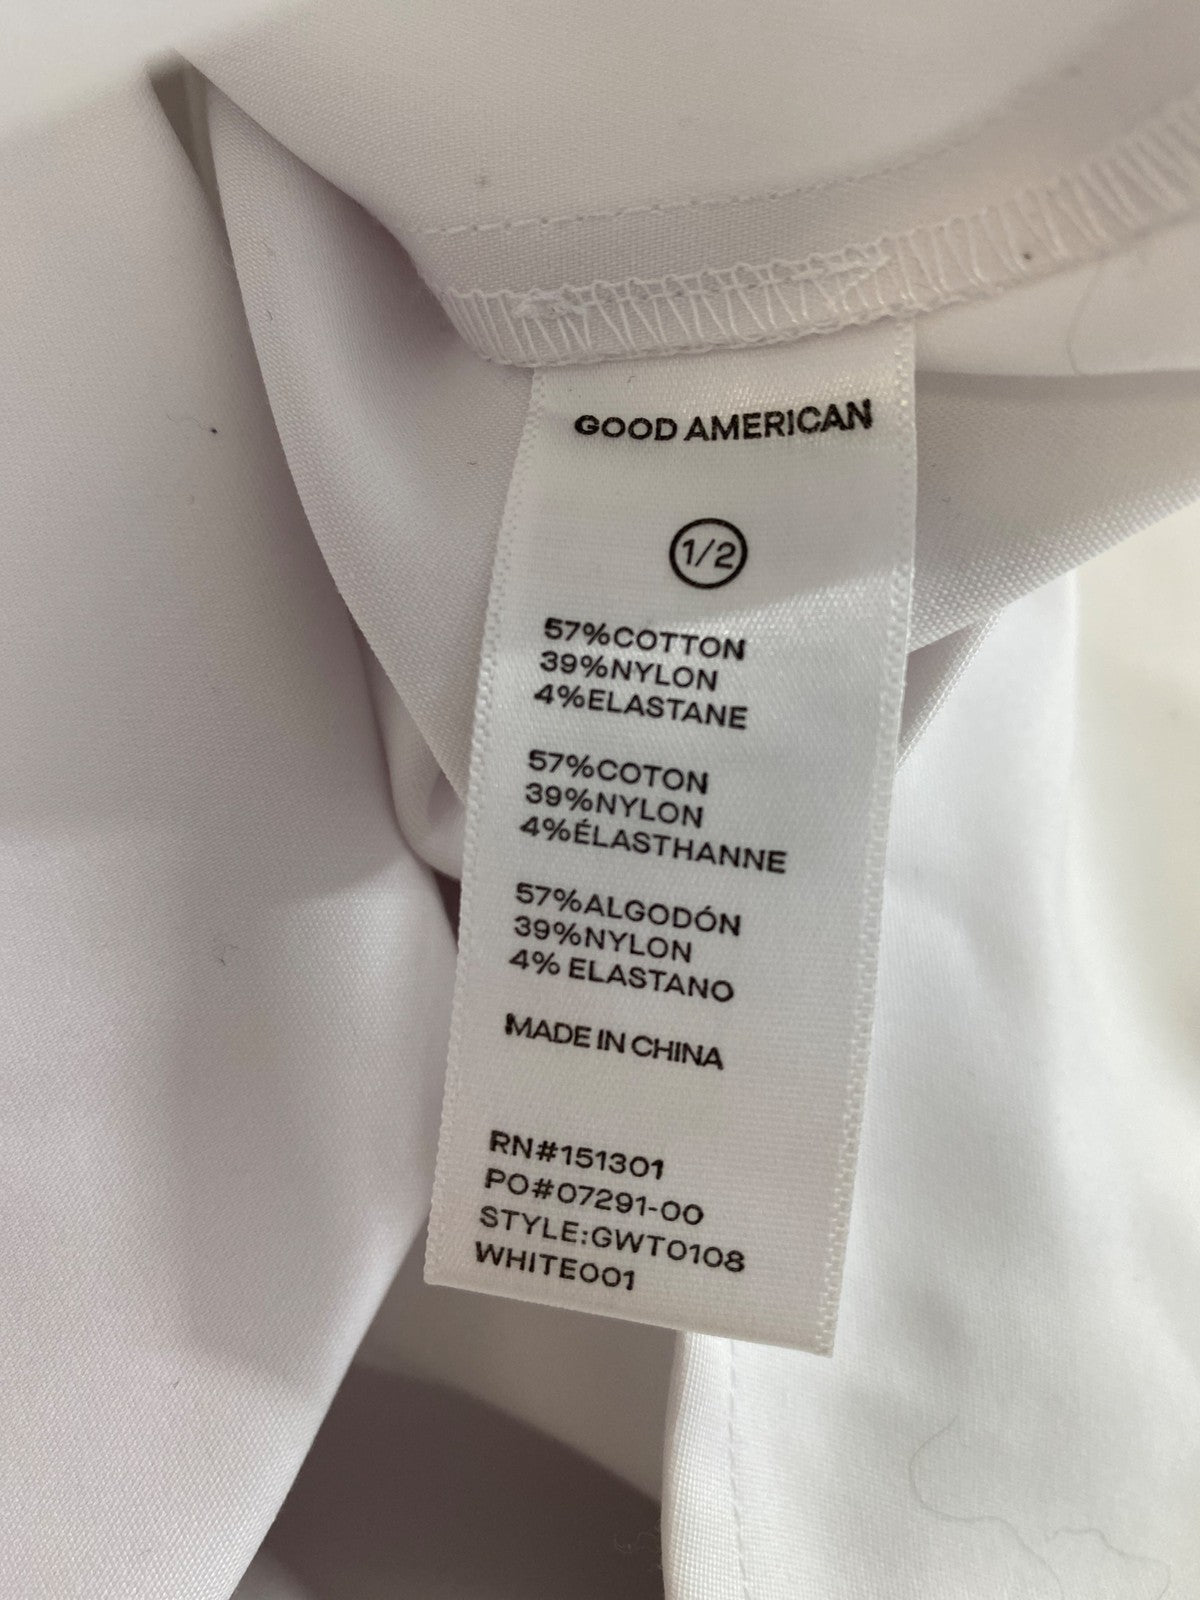 GOOD AMERICAN
1/2
57%COTTON
39%NYLON
4%ELASTANE
57%COTON
39%NYLON
4%ÉLASTHANNE
57%ALGODÓN
39%NYLON
4% ELASTANO
MADE IN CHINA
RN#151301
PO#07291-00
STYLE:GWT0108
WHITE001